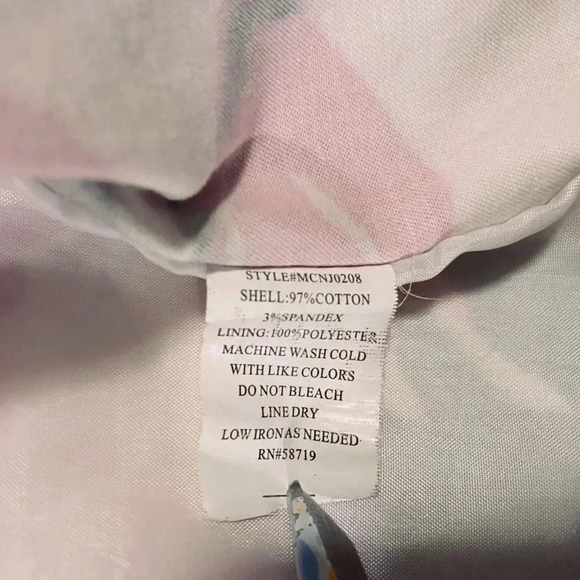 STYLE#MCNJ0208
SHELL:97%COTTON
3%SPANDEX
LINING:100%POLYESTER
MACHINE WASH COLD
WITH LIKE COLORS
DO NOT BLEACH
LINE DRY
LOW IRON AS NEEDED
RN#58719